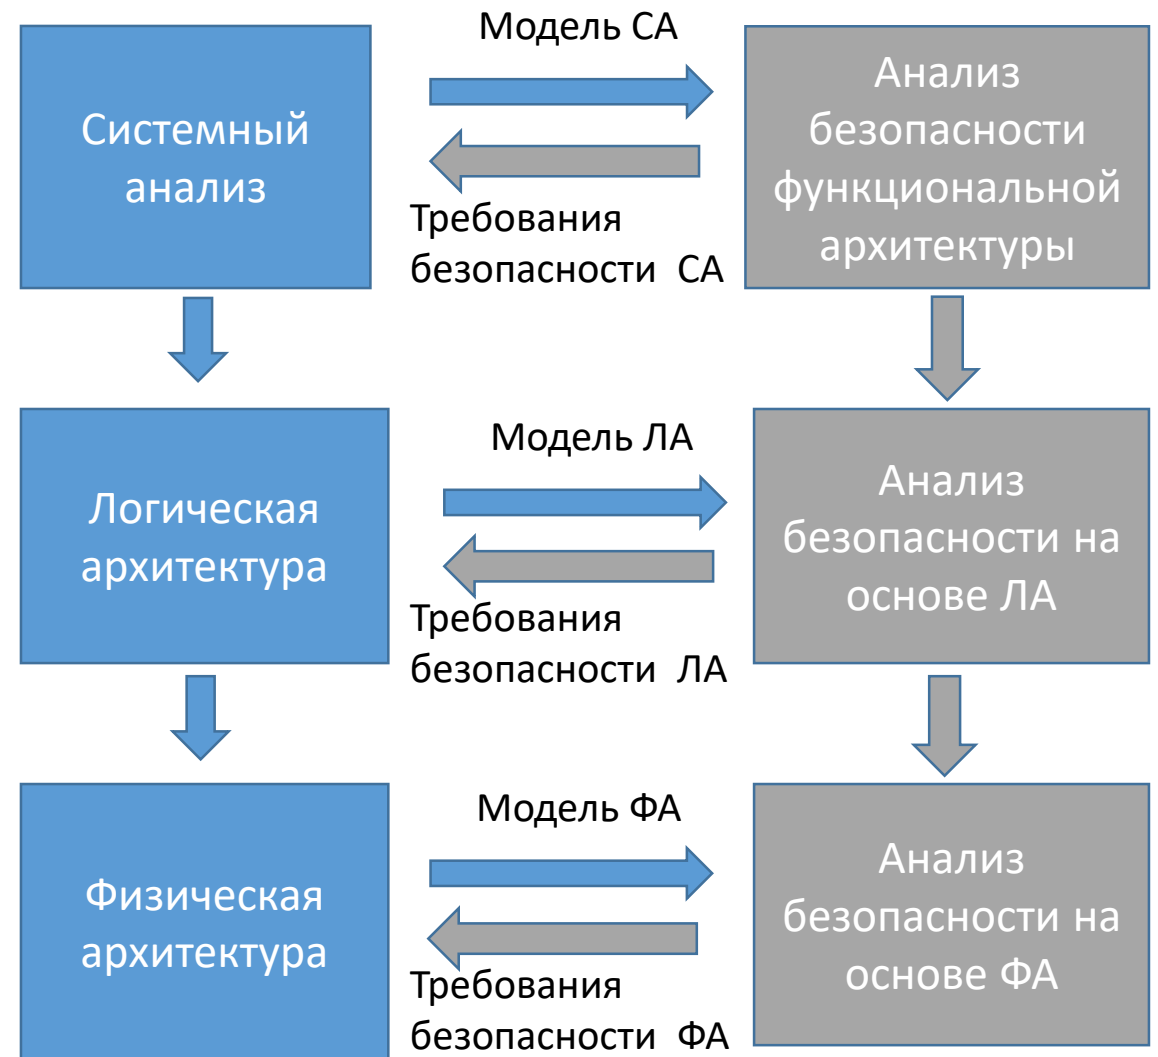 Модель СА
Системный
анализ
Анализ
безопасности
функциональной
архитектуры
Требования
безопасности СА
Модель ЛА
Логическая
архитектура
Анализ
безопасности на
основе ЛА
Требования
безопасности ЛА
Модель ФА
Физическая
архитектура
Анализ
безопасности на
основе ФА
Требования
безопасности ФА